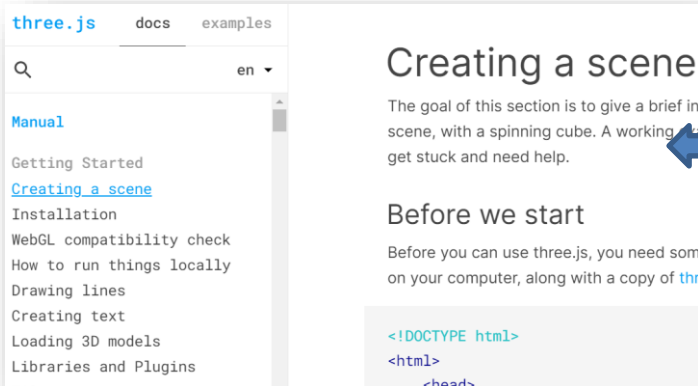 three.js docs examples
en
Manual
Getting Started
Creating a scene
Installation
WebGL compatibility check
How to run things locally
Drawing lines
Creating text
Loading 3D models
Libraries and Plugins
Creating a scene
The goal of this section is to give a brief in
scene, with a spinning cube. A working
get stuck and need help.
Before we start
Before you can use three.js, you need som
on your computer, along with a copy of thr
<!DOCTYPE html>
<html>
<head>